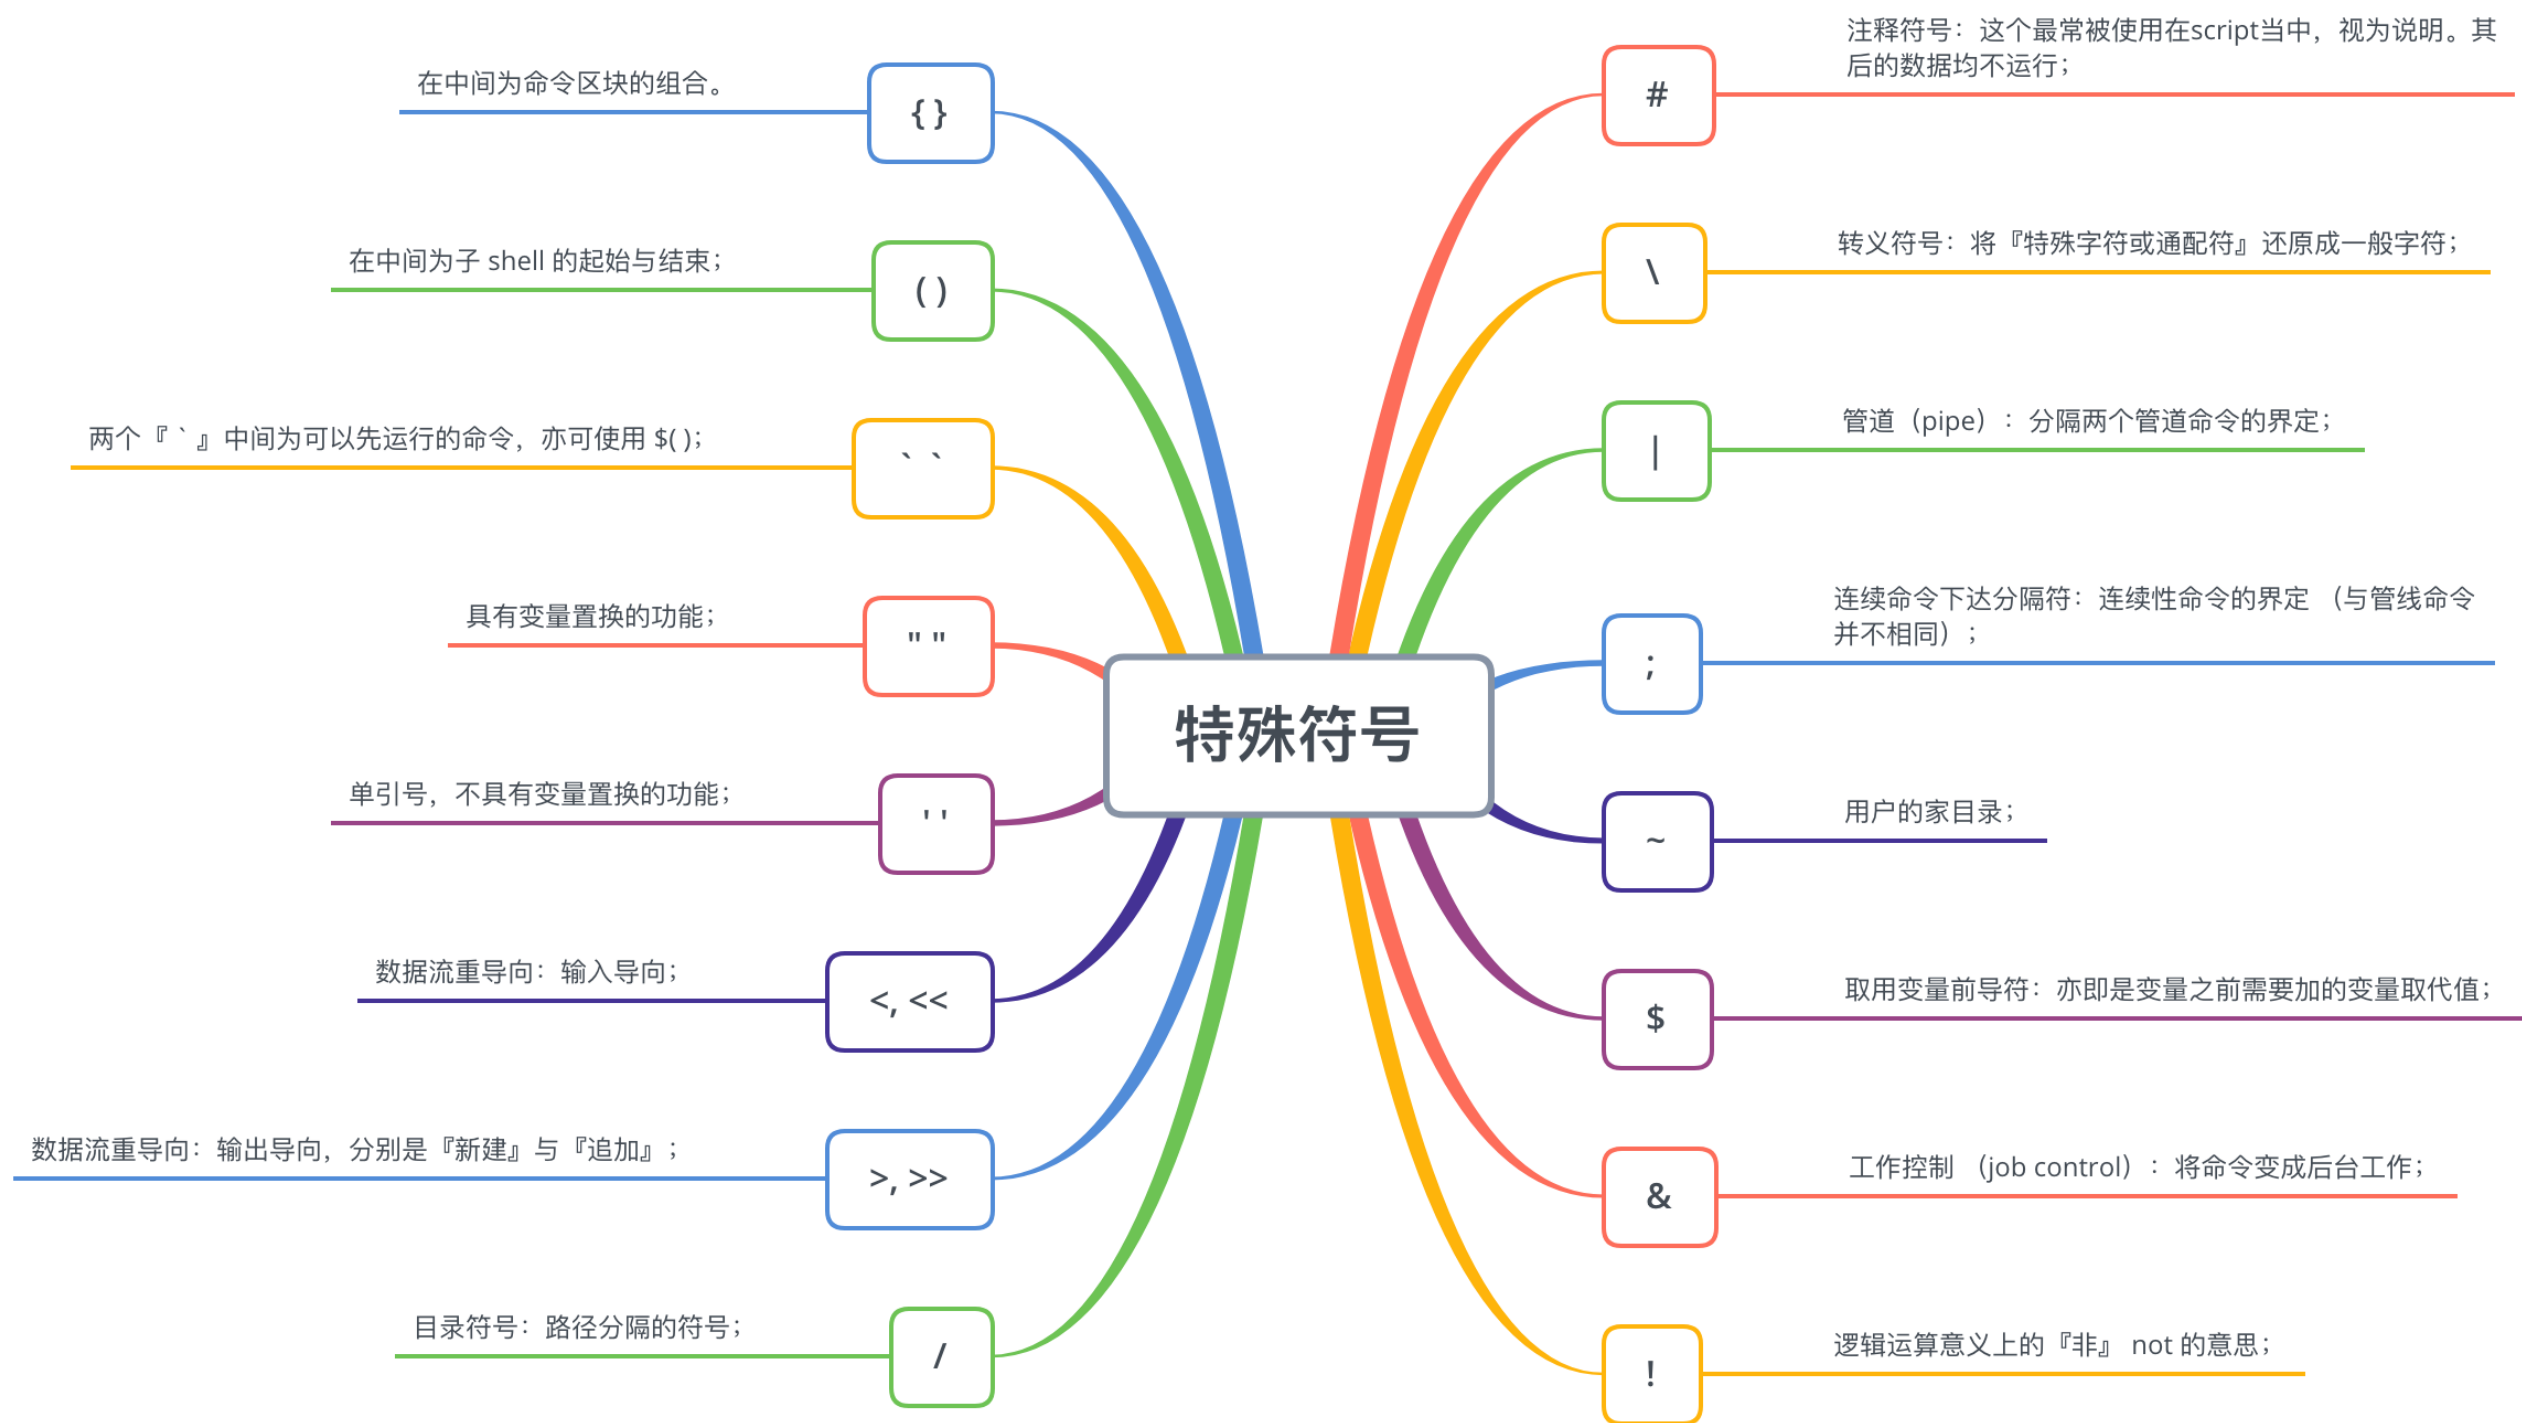 特殊符号
#
注释符号：这个最常被使用在script当中，视为说明。其
后的数据均不运行；
\
转义符号：将『特殊字符或通配符』还原成一般字符；
|
管道（pipe）：分隔两个管道命令的界定；
;
连续命令下达分隔符：连续性命令的界定 （与管线命令
并不相同）；
~
用户的家目录；
$
取用变量前导符：亦即是变量之前需要加的变量取代值；
&
工作控制 （job control）：将命令变成后台工作；
!
逻辑运算意义上的『非』 not 的意思；
{ }
在中间为命令区块的组合。
( )
在中间为子 shell 的起始与结束；
` `
两个『 ` 』中间为可以先运行的命令，亦可使用 $( )；
" "
具有变量置换的功能；
' '
单引号，不具有变量置换的功能；
<, <<
数据流重导向：输入导向；
>, >>
数据流重导向：输出导向，分别是『新建』与『追加』；
/
目录符号：路径分隔的符号；